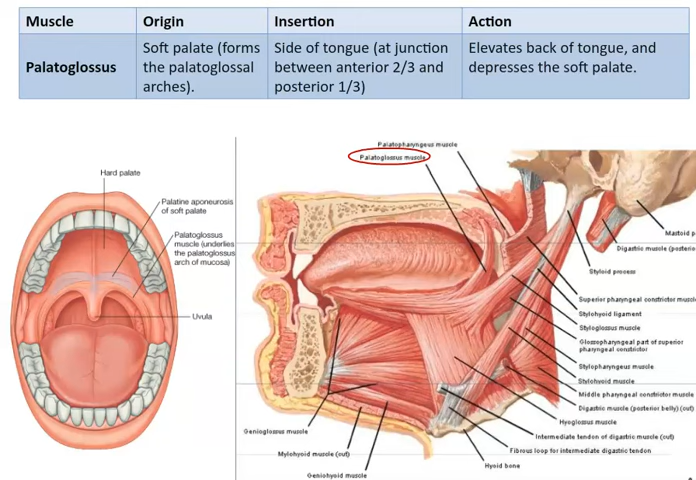 Muscle Origin Insertion Action
Palatoglossus
Soft palate (forms
the palatoglossal
arches).
Side of tongue (at junction
between anterior 2/3 and
posterior 1/3)
Elevates back of tongue, and
depresses the soft palate.
Hard palate
Palatine aponeurosis
of soft palate
Palatoglossus
muscle (underlies
the palatoglossus
arch of mucosa)
Uvula
Palatopharyngeus muscle
Palatoglossus muscle
Mastoid p
Digastric muscle (posterio
Styloid process
Superior pharyngeal constrictor muscle
Stylohyoid ligament
Styloglossus muscle
Glossopharyngeal part of superior
pharyngeal constrictor
Stylopharyngeus muscle
Stylohyoid muscle
Middle pharyngeal constrictor muscle
Digastric muscle (posterior belly) (cut)
Hyoglossus muscle
Intermediate tendon of digastric muscle (cut)
Fibrous loop for intermediate digastric tendon
Hyoid bone
Genioglossus muscle
Mylohyoid muscle (cut)
Geniohyoid muscle